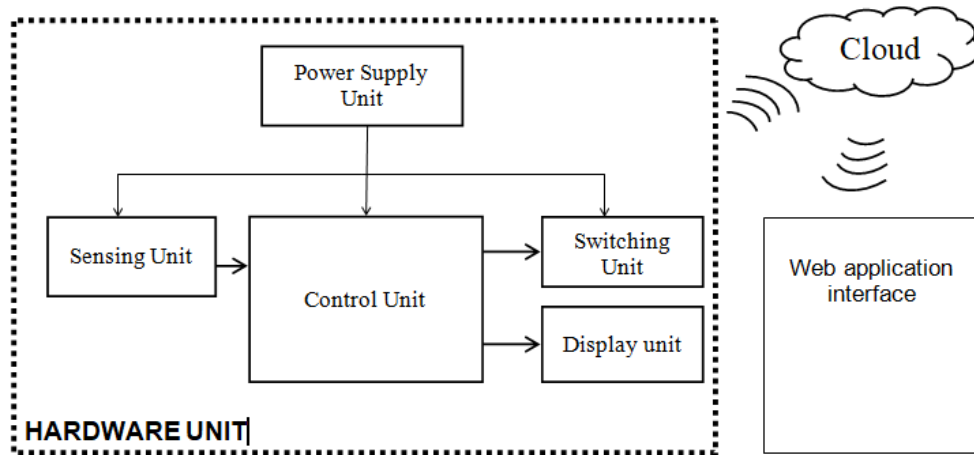 Power Supply
Unit
Cloud
Sensing Unit
Control Unit
Switching
Unit
Display unit
Web application
interface
HARDWARE UNIT